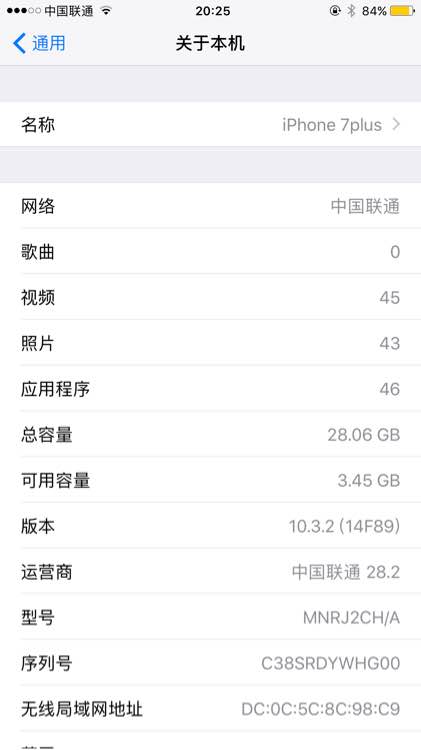 中国联通 20:25 84%
通用 关于本机
名称 iPhone 7plus
网络 中国联通
歌曲 0
视频 45
照片 43
应用程序 46
总容量 28.06 GB
可用容量 3.45 GB
版本 10.3.2 (14F89)
运营商 中国联通 28.2
型号 MNRJ2CH/A
序列号 C38SRDYWHG00
无线局域网地址 DC:0C:5C:8C:98:C9